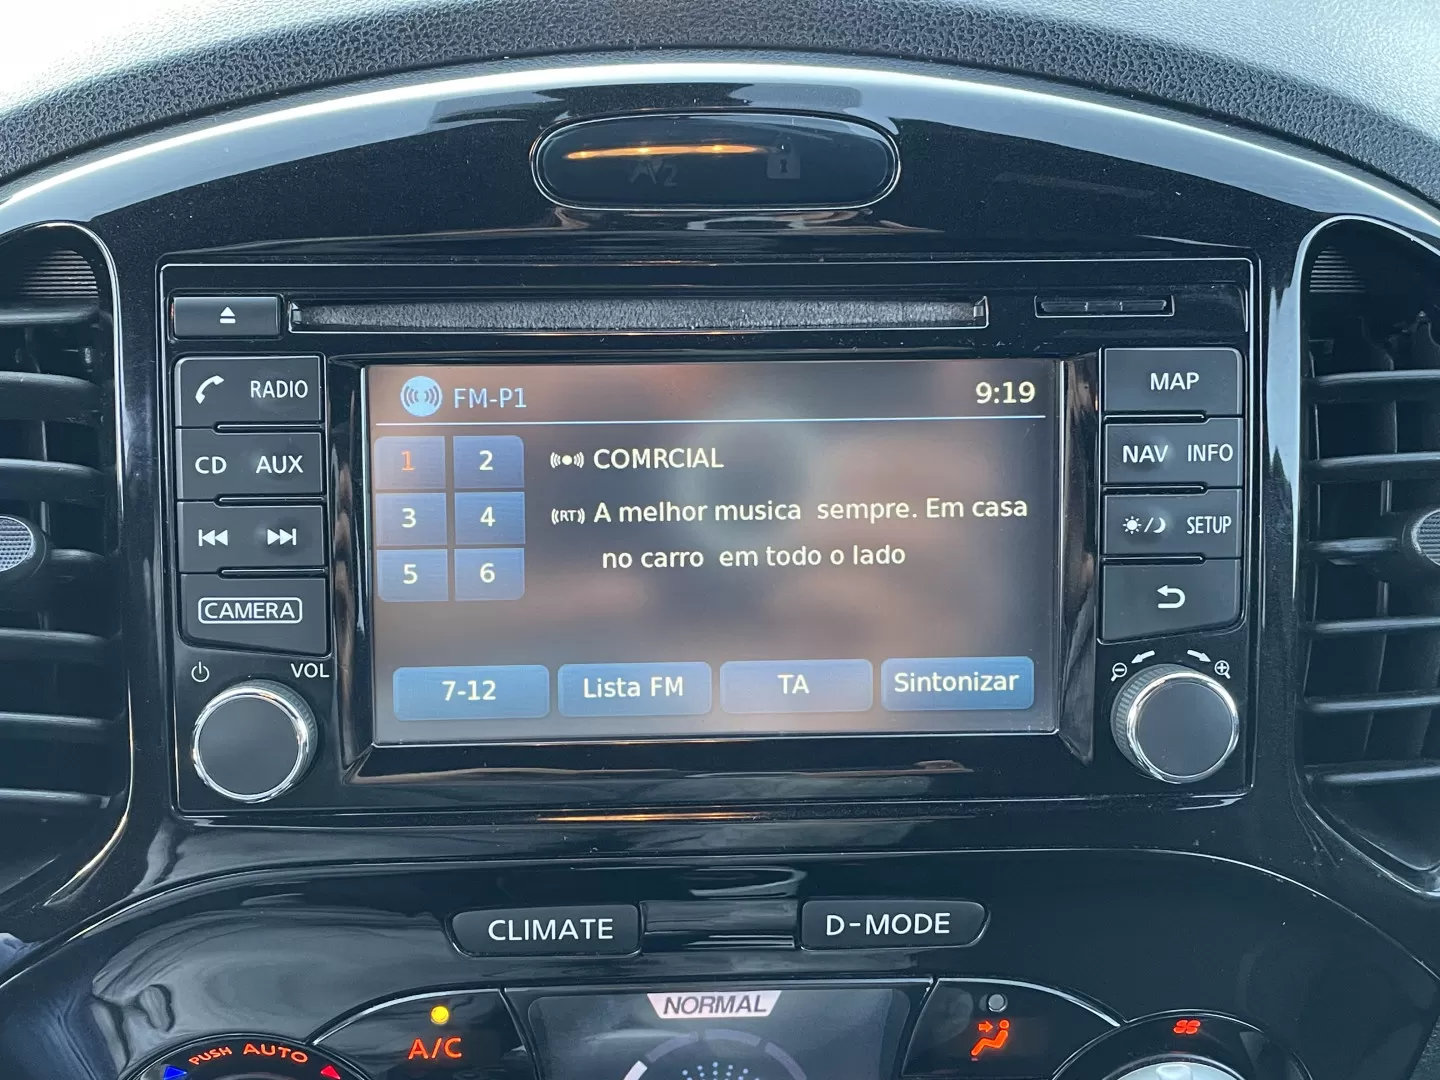 RADIO
CD AUX
CAMERA
VOL
FM-P1 9:19
1 2
3 4
5 6
COMRCIAL
RT A melhor musica sempre. Em casa
no carro em todo o lado
7-12 Lista FM TA Sintonizar
MAP
NAV INFO
SETUP
CLIMATE D-MODE
NORMAL
A/C
PUSH AUTO